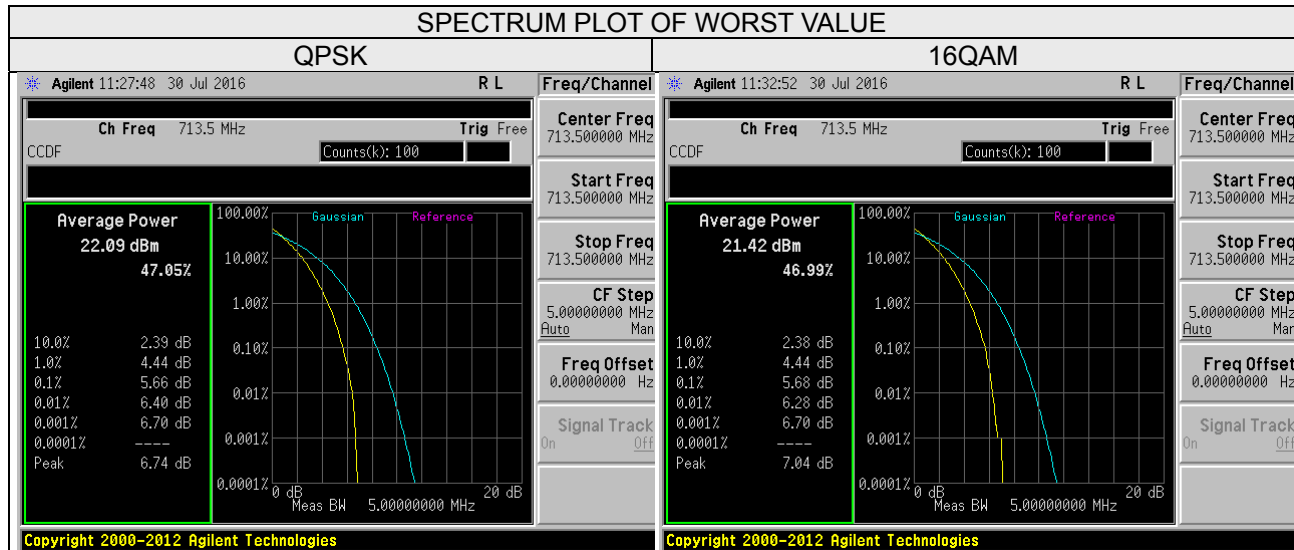 SPECTRUM PLOT OF WORST VALUE
QPSK
Agilent 11:27:48 30 Jul 2016 R L
Freq/Channel
Ch Freq 713.5 MHz Trig Free
CCDF Counts(k): 100
Center Freq
713.500000 MHz
Start Freq
713.500000 MHz
Stop Freq
713.500000 MHz
CF Step
5.00000000 MHz
Auto Man
Freq Offset
0.00000000 Hz
Signal Track
On Off
Average Power
22.09 dBm
47.05%
10.0% 2.39 dB
1.0% 4.44 dB
0.1% 5.66 dB
0.01% 6.40 dB
0.001% 6.70 dB
0.0001% ----
Peak 6.74 dB
Gaussian Reference
100.00%
10.00%
1.00%
0.10%
0.01%
0.001%
0.0001%
0 dB 20 dB
Meas BW 5.00000000 MHz
Copyright 2000-2012 Agilent Technologies
16QAM
Agilent 11:32:52 30 Jul 2016 R L
Freq/Channel
Ch Freq 713.5 MHz Trig Free
CCDF Counts(k): 100
Center Freq
713.500000 MHz
Start Freq
713.500000 MHz
Stop Freq
713.500000 MHz
CF Step
5.00000000 MHz
Auto Man
Freq Offset
0.00000000 Hz
Signal Track
On Off
Average Power
21.42 dBm
46.99%
10.0% 2.38 dB
1.0% 4.44 dB
0.1% 5.68 dB
0.01% 6.28 dB
0.001% 6.70 dB
0.0001% ----
Peak 7.04 dB
Gaussian Reference
100.00%
10.00%
1.00%
0.10%
0.01%
0.001%
0.0001%
0 dB 20 dB
Meas BW 5.00000000 MHz
Copyright 2000-2012 Agilent Technologies